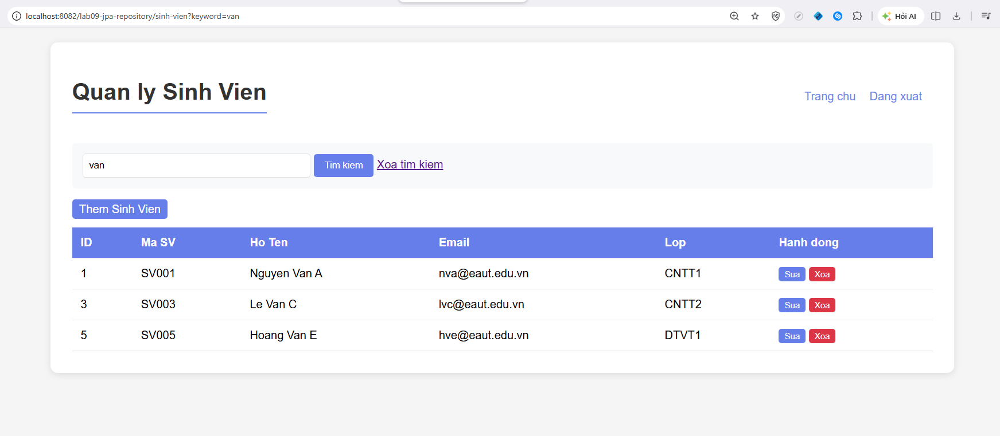 localhost:8082/lab09-jpa-repository/sinh-vien?keyword=van
Hỏi AI
Quan ly Sinh Vien
Trang chu Dang xuat
van Tim kiem Xoa tim kiem
Them Sinh Vien
ID Ma SV Ho Ten Email Lop Hanh dong
1 SV001 Nguyen Van A nva@eaut.edu.vn CNTT1 Sua Xoa
3 SV003 Le Van C lvc@eaut.edu.vn CNTT2 Sua Xoa
5 SV005 Hoang Van E hve@eaut.edu.vn DTVT1 Sua Xoa